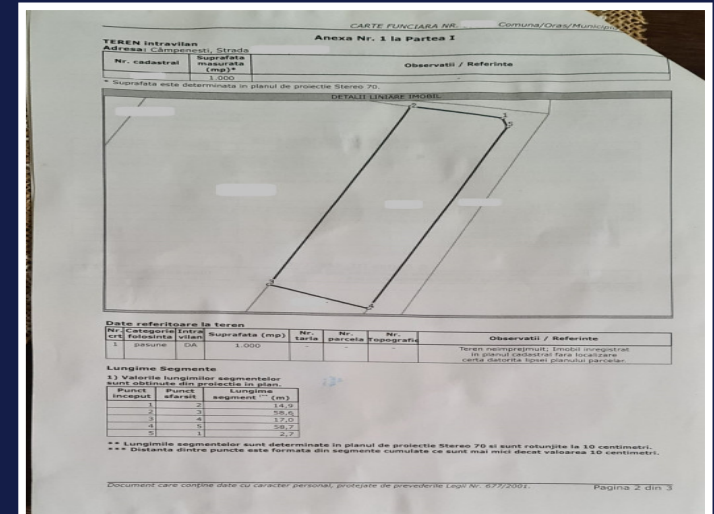 CARTE FUNCIARA NR. Comuna/Oras/Municipiu
Anexa Nr. 1 la Partea I
TEREN Intravilan
Adresa: Câmpenesti, Strada
Nr. cadastral Suprafata masurata (mp)* Observatii / Referinte
1.000 -
* Suprafata este determinata in planul de proiectie Stereo 70.
DETALII LINIARE IMOBIL
2
1
5
3
4
Date referitoare la teren
Nr. crt Categorie folosinta Intra vilan Suprafata (mp) Nr. tarla Nr. parcela Nr. Topografic Observatii / Referinte
1 pasune DA 1.000 - - - Teren neimprejmuit; Imobil inregistrat
in planul cadastral fara localizare
certa datorita lipsei planului parcelar
Lungime Segmente
1) Valorile lungimilor segmentelor
sunt obtinute din proiectie in plan.
Punct inceput Punct sfarsit Lungime segment *** (m)
1 2 14,9
2 3 58,6
3 4 17,0
4 5 58,7
5 1 2,7
** Lungimile segmentelor sunt determinate in planul de proiectie Stereo 70 si sunt rotunjite la 10 centimetri.
*** Distanta dintre puncte este formata din segmente cumulate ce sunt mai mici decat valoarea 10 centimetri.
Document care conține date cu caracter personal, protejate de prevederile Legii Nr. 677/2001.
Pagina 2 din 3